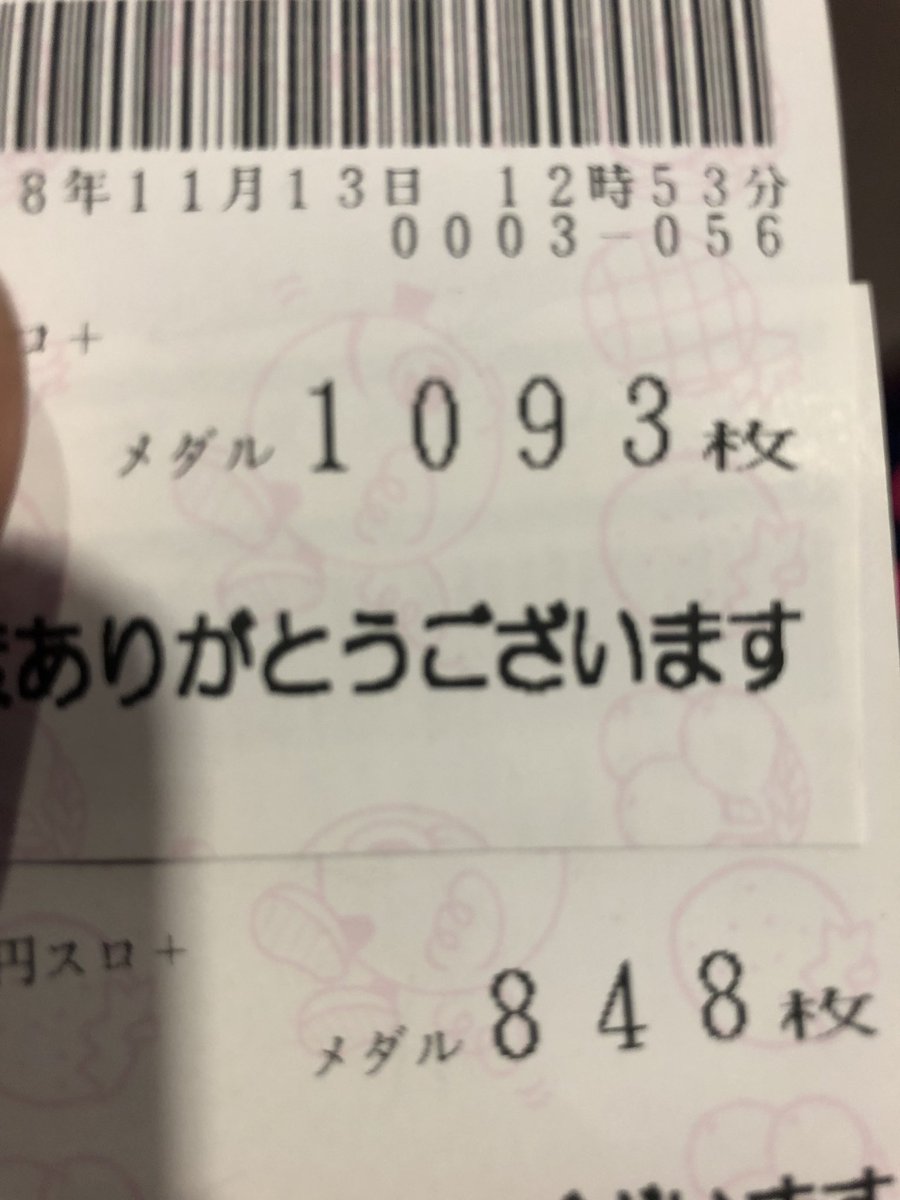 8年11月13日 12時53分
0003-056
ロ+
メダル1093枚
ありがとうございます
円スロ+
メダル848枚